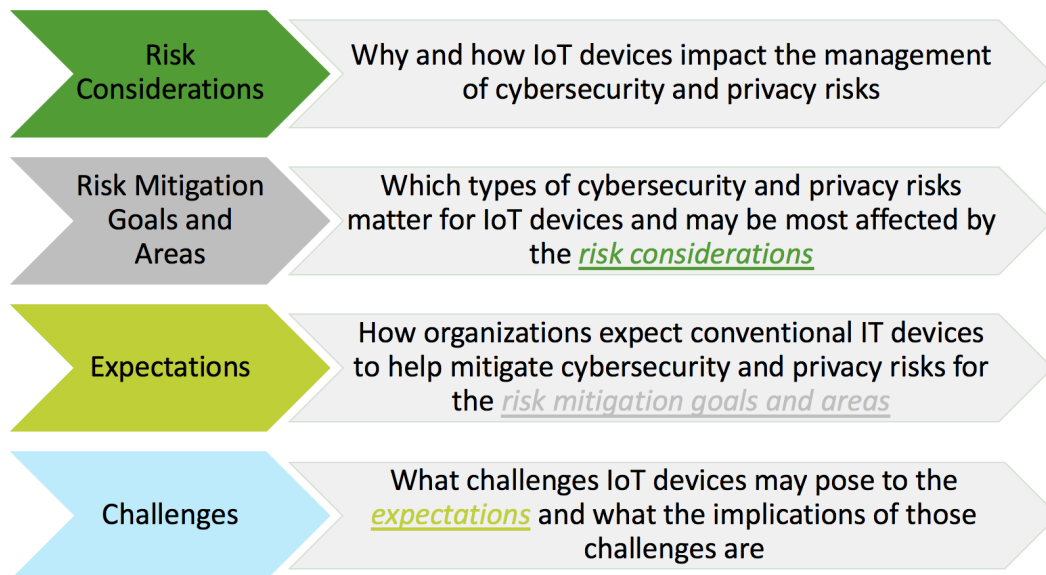 Risk
Considerations
Why and how IoT devices impact the management
of cybersecurity and privacy risks
Risk Mitigation
Goals and
Areas
Which types of cybersecurity and privacy risks
matter for IoT devices and may be most affected by
the risk considerations
Expectations
How organizations expect conventional IT devices
to help mitigate cybersecurity and privacy risks for
the risk mitigation goals and areas
Challenges
What challenges IoT devices may pose to the
expectations and what the implications of those
challenges are